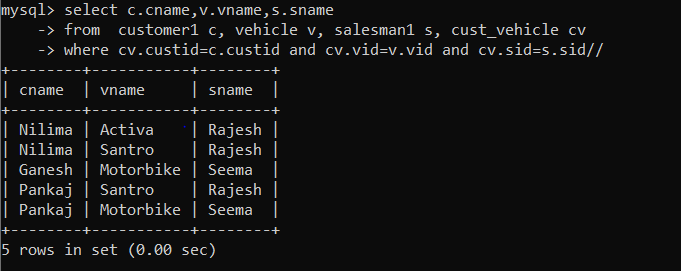 mysql> select c.cname,v.vname,s.sname
    -> from  customer1 c, vehicle v, salesman1 s, cust_vehicle cv
    -> where cv.custid=c.custid and cv.vid=v.vid and cv.sid=s.sid//
+--------+-----------+--------+
| cname  | vname     | sname  |
+--------+-----------+--------+
| Nilima | Activa    | Rajesh |
| Nilima | Santro    | Rajesh |
| Ganesh | Motorbike | Seema  |
| Pankaj | Santro    | Rajesh |
| Pankaj | Motorbike | Seema  |
+--------+-----------+--------+
5 rows in set (0.00 sec)